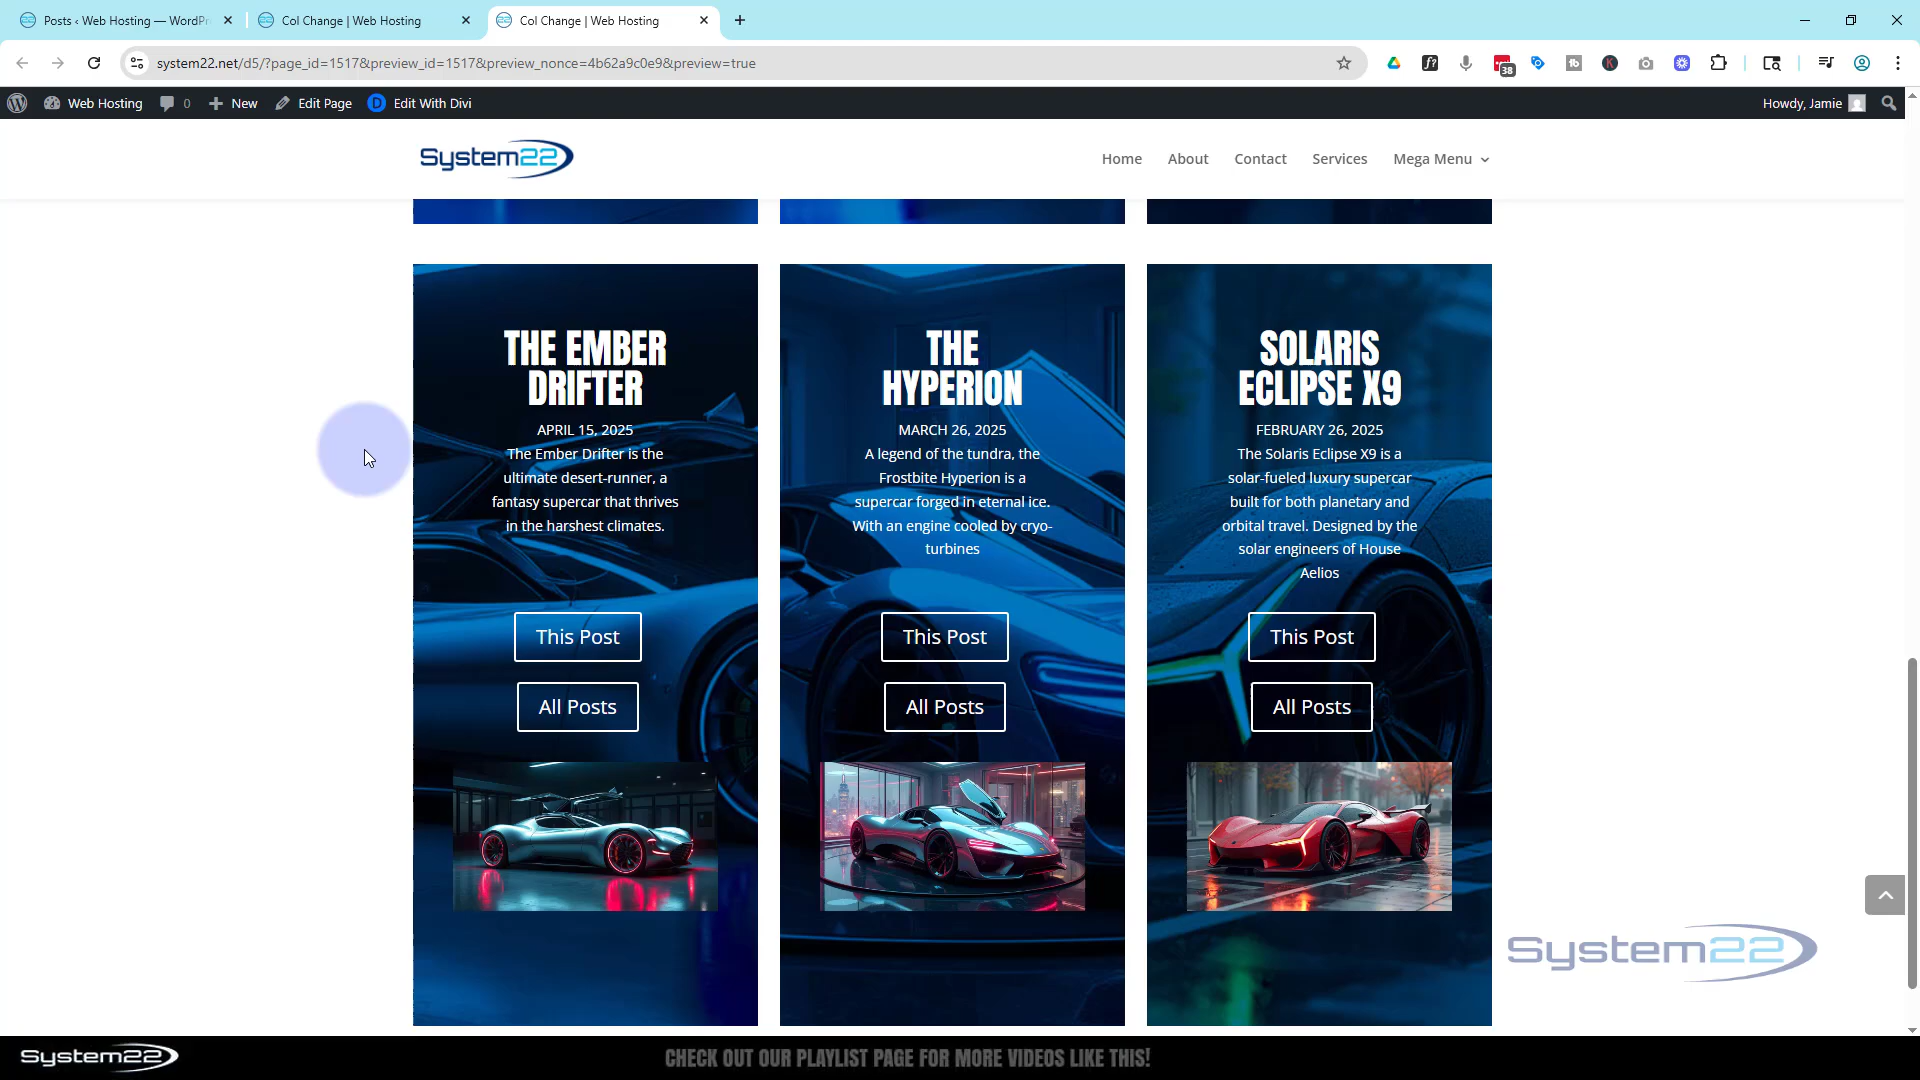 Posts ‹ Web Hosting — WordPr
Col Change | Web Hosting
Col Change | Web Hosting
system22.net/d5/?page_id=1517&preview_id=1517&preview_nonce=4b62a9c0e9&preview=true
38
Web Hosting
0
New
Edit Page
D
Edit With Divi
Howdy, Jamie
System22
Home
About
Contact
Services
Mega Menu
THE EMBER
DRIFTER
APRIL 15, 2025
The Ember Drifter is the
ultimate desert-runner, a
fantasy supercar that thrives
in the harshest climates.
This Post
All Posts
THE
HYPERION
MARCH 26, 2025
A legend of the tundra, the
Frostbite Hyperion is a
supercar forged in eternal ice.
With an engine cooled by cryo-
turbines
This Post
All Posts
SOLARIS
ECLIPSE X9
FEBRUARY 26, 2025
The Solaris Eclipse X9 is a
solar-fueled luxury supercar
built for both planetary and
orbital travel. Designed by the
solar engineers of House
Aelios
This Post
All Posts
System22
System22
CHECK OUT OUR PLAYLIST PAGE FOR MORE VIDEOS LIKE THIS!